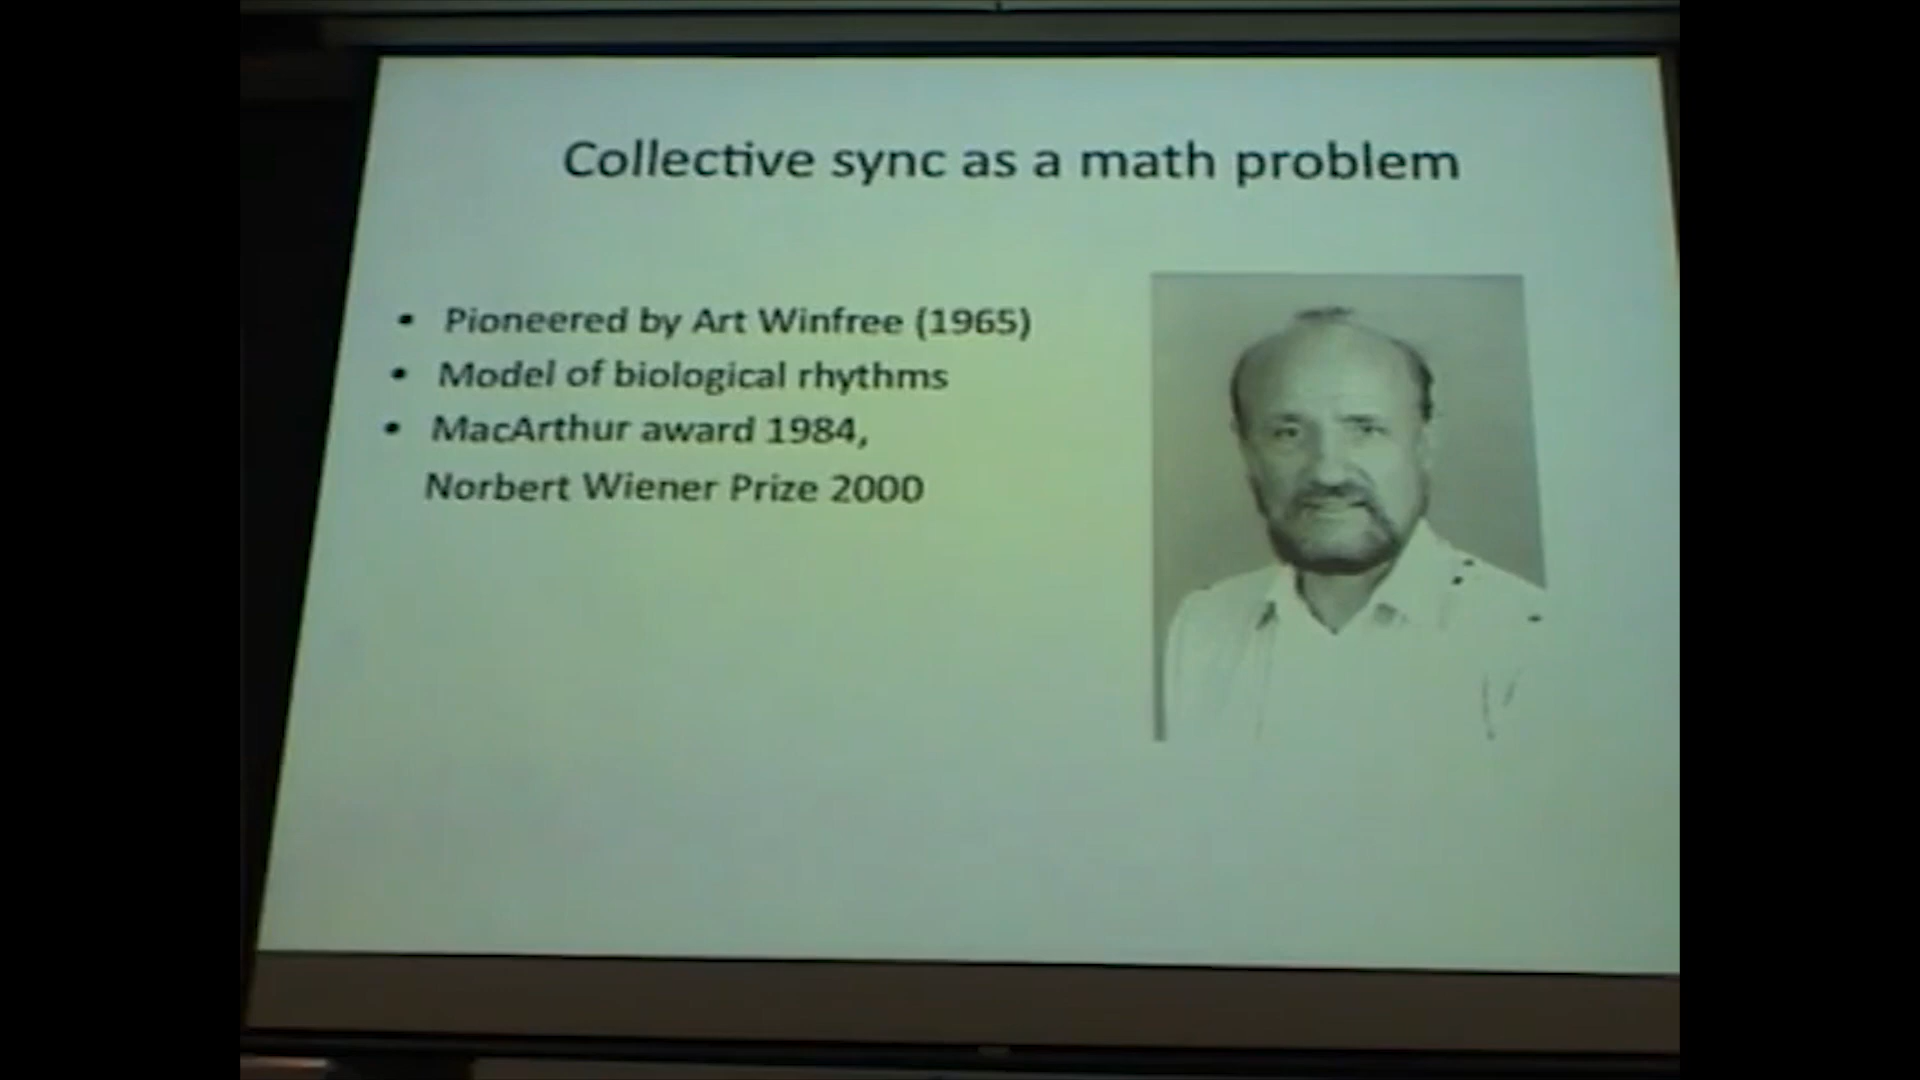 Collective sync as a math problem
• Pioneered by Art Winfree (1965)
• Model of biological rhythms
• MacArthur award 1984,
Norbert Wiener Prize 2000